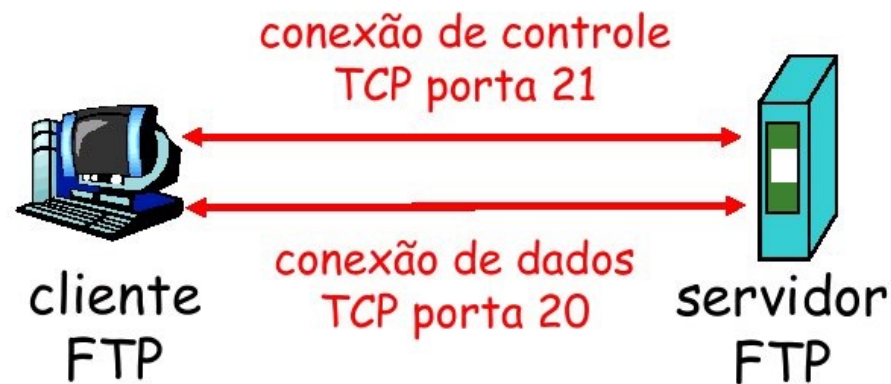 conexão de controle
TCP porta 21
conexão de dados
TCP porta 20
cliente
FTP
servidor
FTP